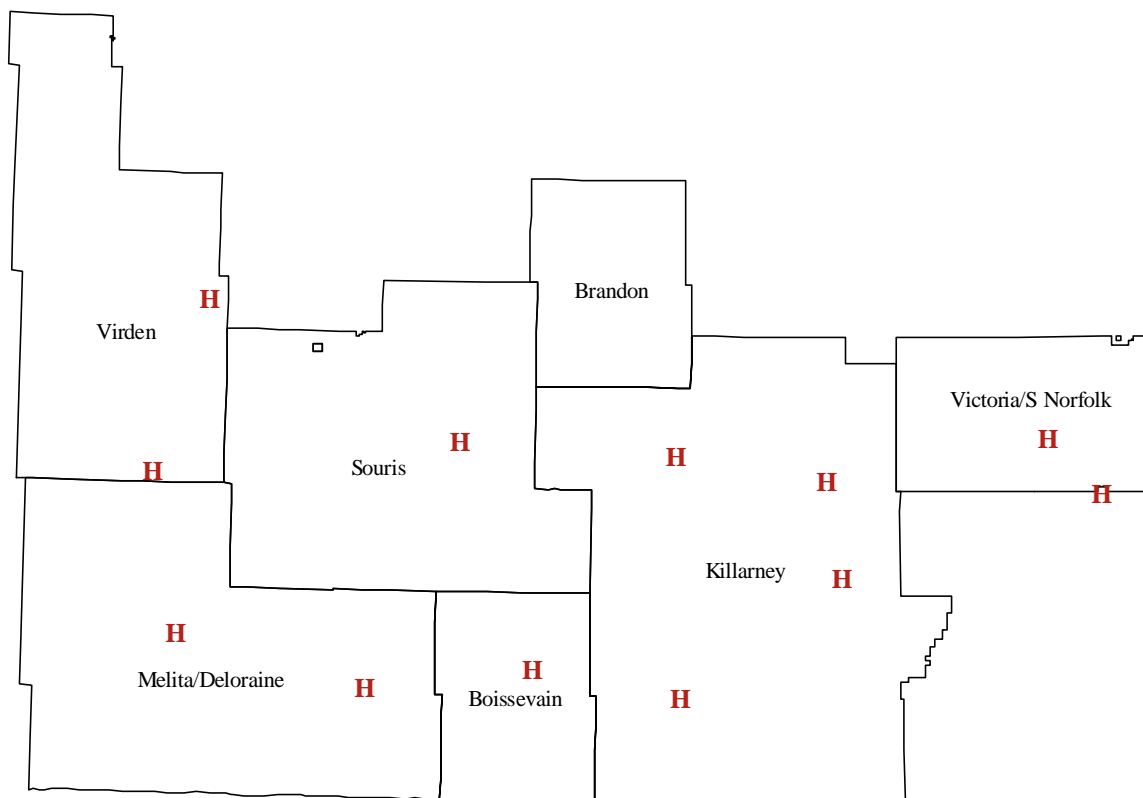 Brandon
H
Virden
Victoria/S Norfolk
H
H
H
Souris
H
H
H
H
Killarney
H
H
Melita/Deloraine
H
H
Boissevain
H